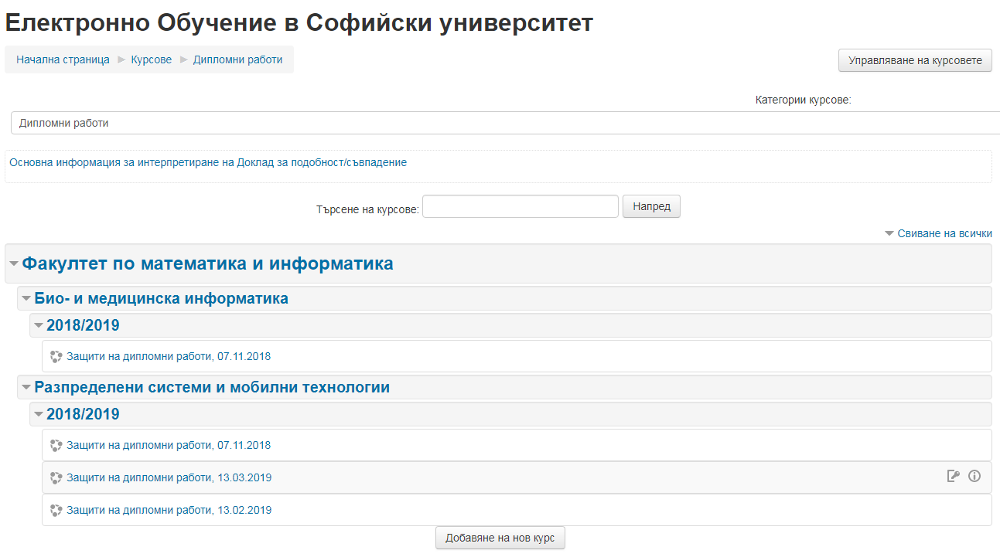 Електронно Обучение в Софийски университет
Начална страница ► Курсове ► Дипломни работи
Управляване на курсовете
Категории курсове:
Дипломни работи
Основна информация за интерпретиране на Доклад за подобност/съвпадение
Търсене на курсове: Напред
Свиване на всички
Факултет по математика и информатика
Био- и медицинска информатика
2018/2019
Защити на дипломни работи, 07.11.2018
Разпределени системи и мобилни технологии
2018/2019
Защити на дипломни работи, 07.11.2018
Защити на дипломни работи, 13.03.2019
Защити на дипломни работи, 13.02.2019
Добавяне на нов курс